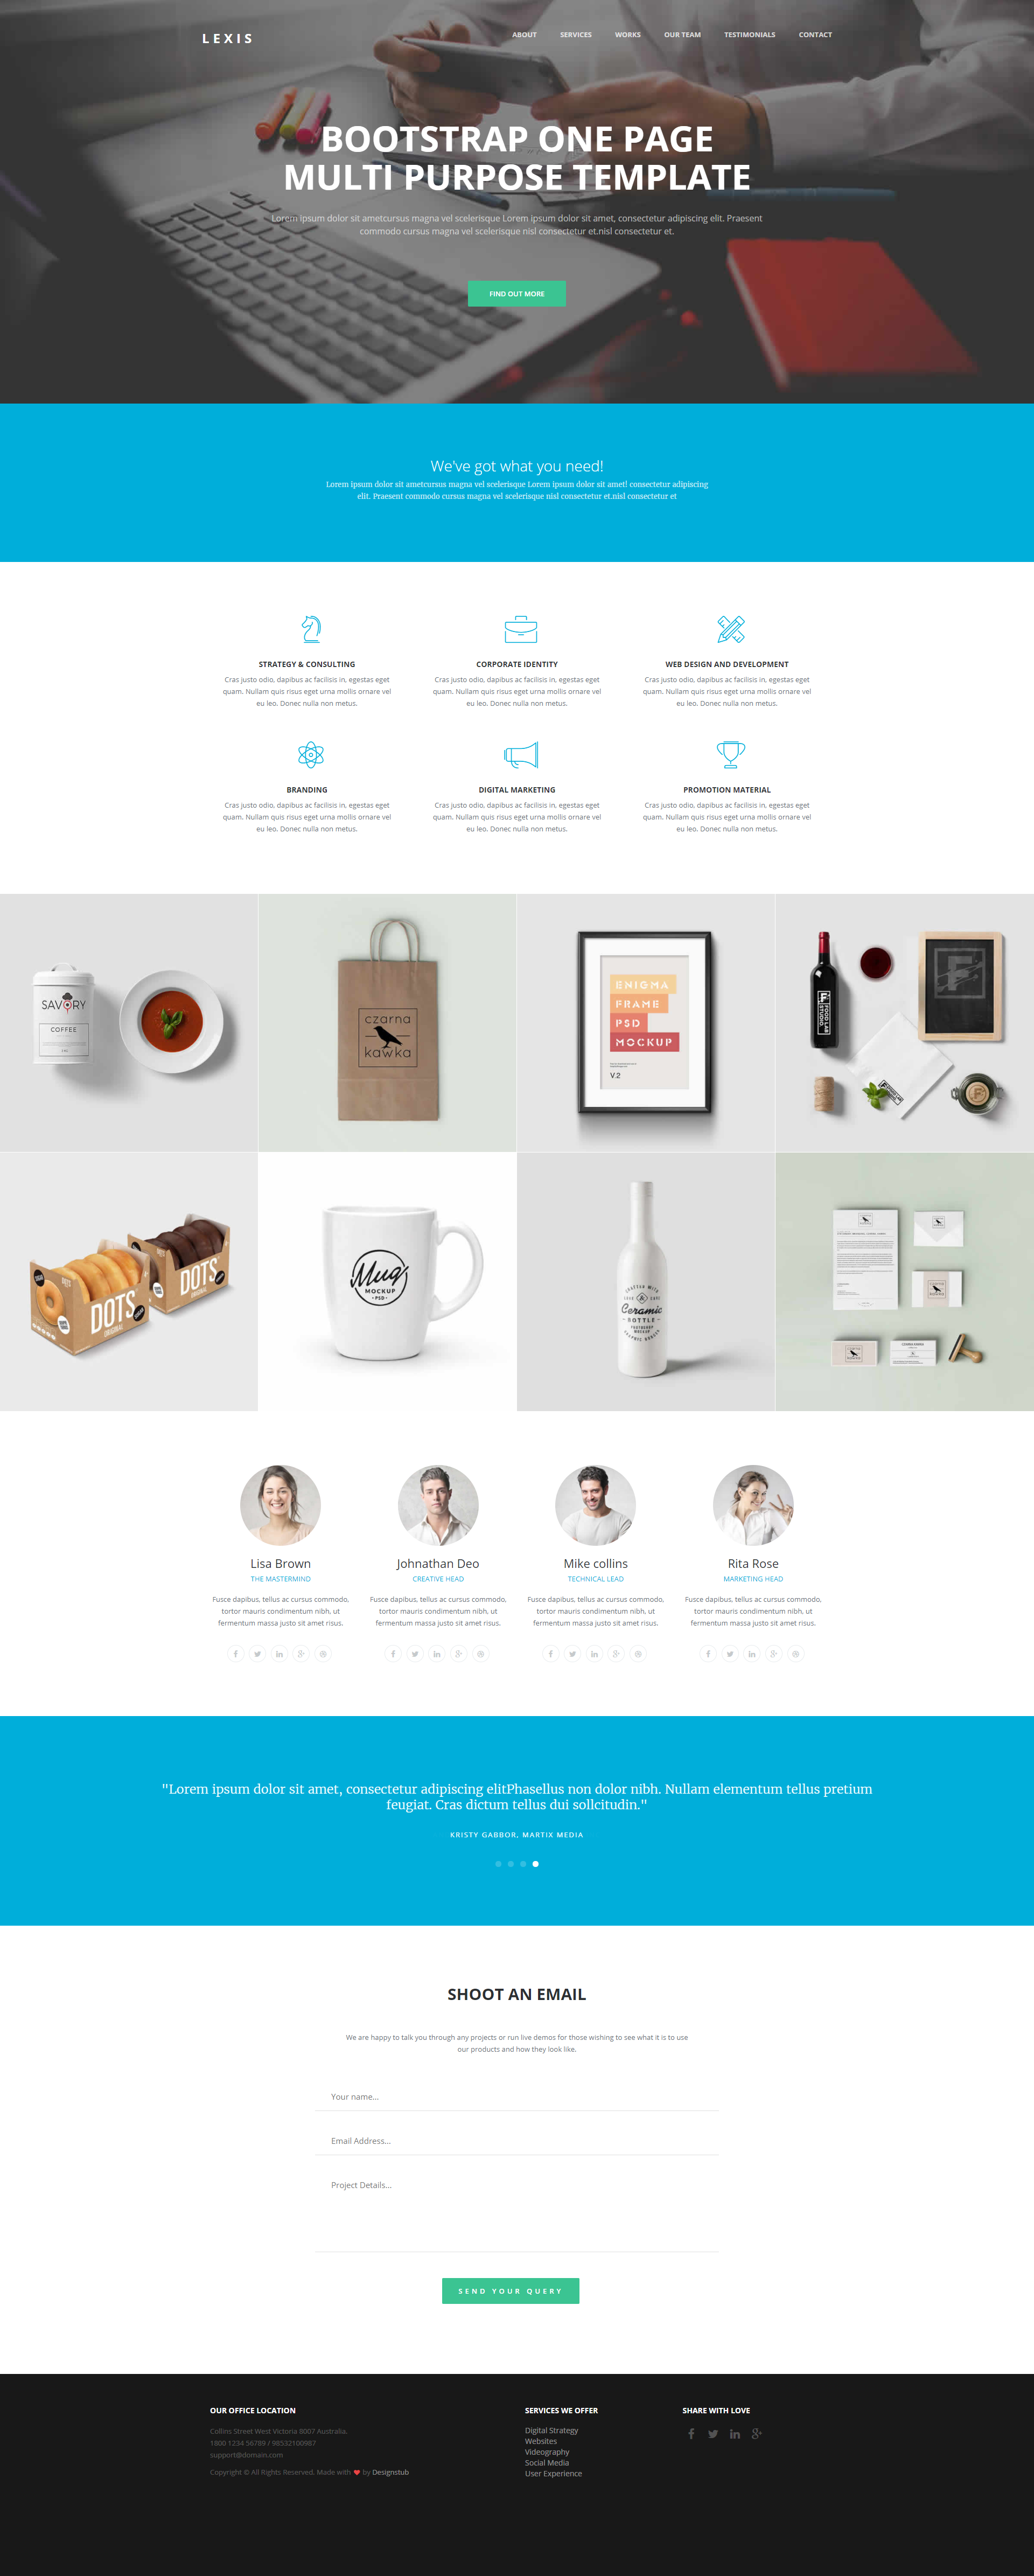 LEXIS
ABOUT SERVICES WORKS OUR TEAM TESTIMONIALS CONTACT
BOOTSTRAP ONE PAGE
MULTI PURPOSE TEMPLATE
Lorem ipsum dolor sit ametcursus magna vel scelerisque Lorem ipsum dolor sit amet, consectetur adipiscing elit. Praesent
commodo cursus magna vel scelerisque nisl consectetur et.nisl consectetur et.
FIND OUT MORE
We've got what you need!
Lorem ipsum dolor sit ametcursus magna vel scelerisque Lorem ipsum dolor sit amet! consectetur adipiscing
elit. Praesent commodo cursus magna vel scelerisque nisl consectetur et.nisl consectetur et
STRATEGY & CONSULTING
Cras justo odio, dapibus ac facilisis in, egestas eget
quam. Nullam quis risus eget urna mollis ornare vel
eu leo. Donec nulla non metus.
CORPORATE IDENTITY
Cras justo odio, dapibus ac facilisis in, egestas eget
quam. Nullam quis risus eget urna mollis ornare vel
eu leo. Donec nulla non metus.
WEB DESIGN AND DEVELOPMENT
Cras justo odio, dapibus ac facilisis in, egestas eget
quam. Nullam quis risus eget urna mollis ornare vel
eu leo. Donec nulla non metus.
BRANDING
Cras justo odio, dapibus ac facilisis in, egestas eget
quam. Nullam quis risus eget urna mollis ornare vel
eu leo. Donec nulla non metus.
DIGITAL MARKETING
Cras justo odio, dapibus ac facilisis in, egestas eget
quam. Nullam quis risus eget urna mollis ornare vel
eu leo. Donec nulla non metus.
PROMOTION MATERIAL
Cras justo odio, dapibus ac facilisis in, egestas eget
quam. Nullam quis risus eget urna mollis ornare vel
eu leo. Donec nulla non metus.
SAVORY
COFFEE
czarna
kawka
ENIGMA
FRAME
PSD
MOCKUP
V.2
F
FOOD LAB
STUDIO
F
F
DOTS
ORIGINAL
DOTS
Mug
MOCKUP
PSD
CRAFTED WITH
Ceramic
BOTTLE
Lisa Brown
THE MASTERMIND
Fusce dapibus, tellus ac cursus commodo,
tortor mauris condimentum nibh, ut
fermentum massa justo sit amet risus.
Johnathan Deo
CREATIVE HEAD
Fusce dapibus, tellus ac cursus commodo,
tortor mauris condimentum nibh, ut
fermentum massa justo sit amet risus.
Mike collins
TECHNICAL LEAD
Fusce dapibus, tellus ac cursus commodo,
tortor mauris condimentum nibh, ut
fermentum massa justo sit amet risus.
Rita Rose
MARKETING HEAD
Fusce dapibus, tellus ac cursus commodo,
tortor mauris condimentum nibh, ut
fermentum massa justo sit amet risus.
"Lorem ipsum dolor sit amet, consectetur adipiscing elitPhasellus non dolor nibh. Nullam elementum tellus pretium
feugiat. Cras dictum tellus dui sollcitudin."
KRISTY GABBOR, MARTIX MEDIA
SHOOT AN EMAIL
We are happy to talk you through any projects or run live demos for those wishing to see what it is to use
our products and how they look like.
Your name...
Email Address...
Project Details...
SEND YOUR QUERY
OUR OFFICE LOCATION
Collins Street West Victoria 8007 Australia.
1800 1234 56789 / 98532100987
support@domain.com
Copyright © All Rights Reserved. Made with ♥ by Designstub
SERVICES WE OFFER
Digital Strategy
Websites
Videography
Social Media
User Experience
SHARE WITH LOVE